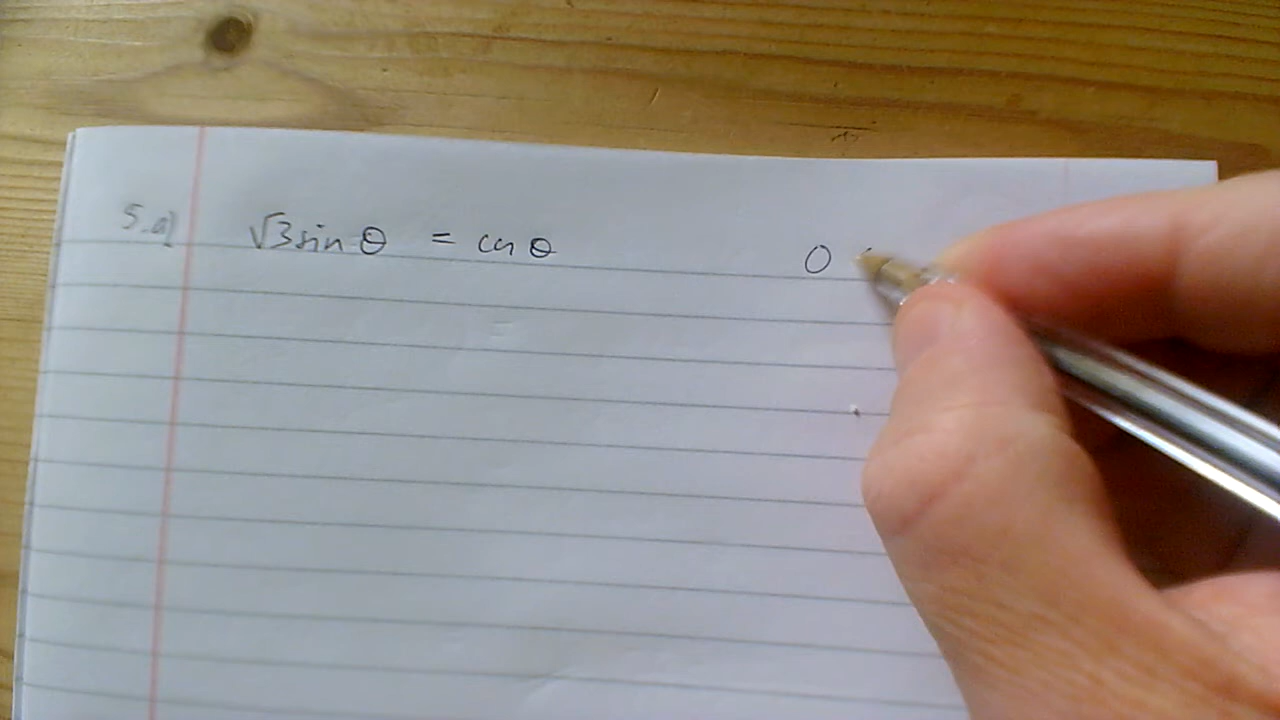 5.a) √3 sin θ = cos θ 0